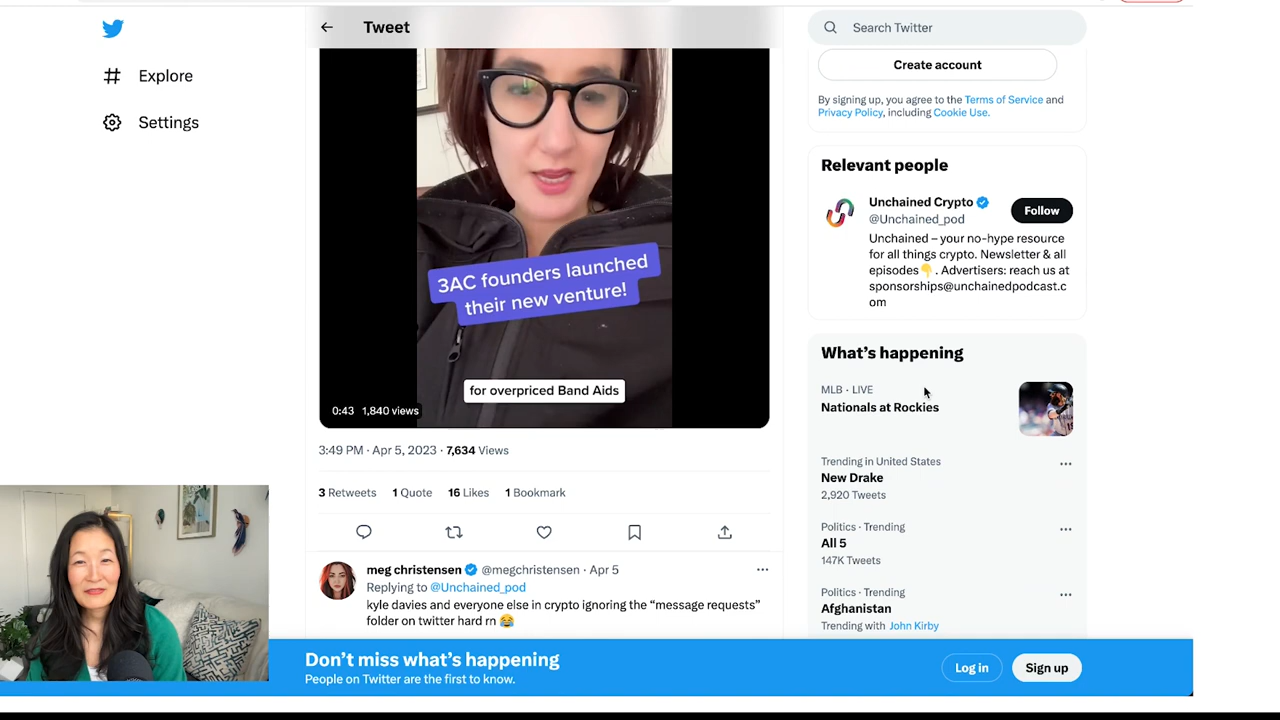 Tweet
Search Twitter
Explore
Settings
3AC founders launched
their new venture!
for overpriced Band Aids
0:43 1,840 views
3:49 PM · Apr 5, 2023 · 7,634 Views
3 Retweets 1 Quote 16 Likes 1 Bookmark
meg christensen @megchristensen · Apr 5
Replying to @Unchained_pod
kyle davies and everyone else in crypto ignoring the “message requests”
folder on twitter hard rn 😂
Create account
By signing up, you agree to the Terms of Service and
Privacy Policy, including Cookie Use.
Relevant people
Unchained Crypto
@Unchained_pod
Follow
Unchained – your no-hype resource
for all things crypto. Newsletter & all
episodes👇. Advertisers: reach us at
sponsorships@unchainedpodcast.c
om
What’s happening
MLB · LIVE
Nationals at Rockies
Trending in United States
New Drake
2,920 Tweets
Politics · Trending
All 5
147K Tweets
Politics · Trending
Afghanistan
Trending with John Kirby
Don’t miss what’s happening
People on Twitter are the first to know.
Log in
Sign up